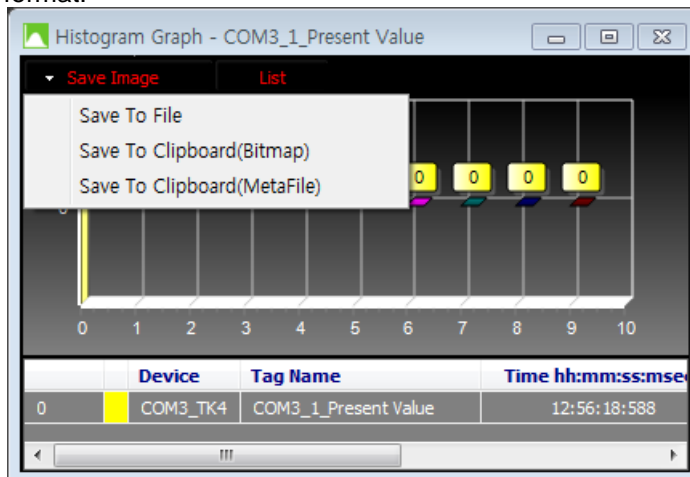 format.
Histogram Graph - COM3_1_Present Value
Save Image List
Save To File
Save To Clipboard(Bitmap)
Save To Clipboard(MetaFile)
0 0 0 0
0
0 1 2 3 4 5 6 7 8 9 10
Device Tag Name Time hh:mm:ss:msec
0 COM3_TK4 COM3_1_Present Value 12:56:18:588